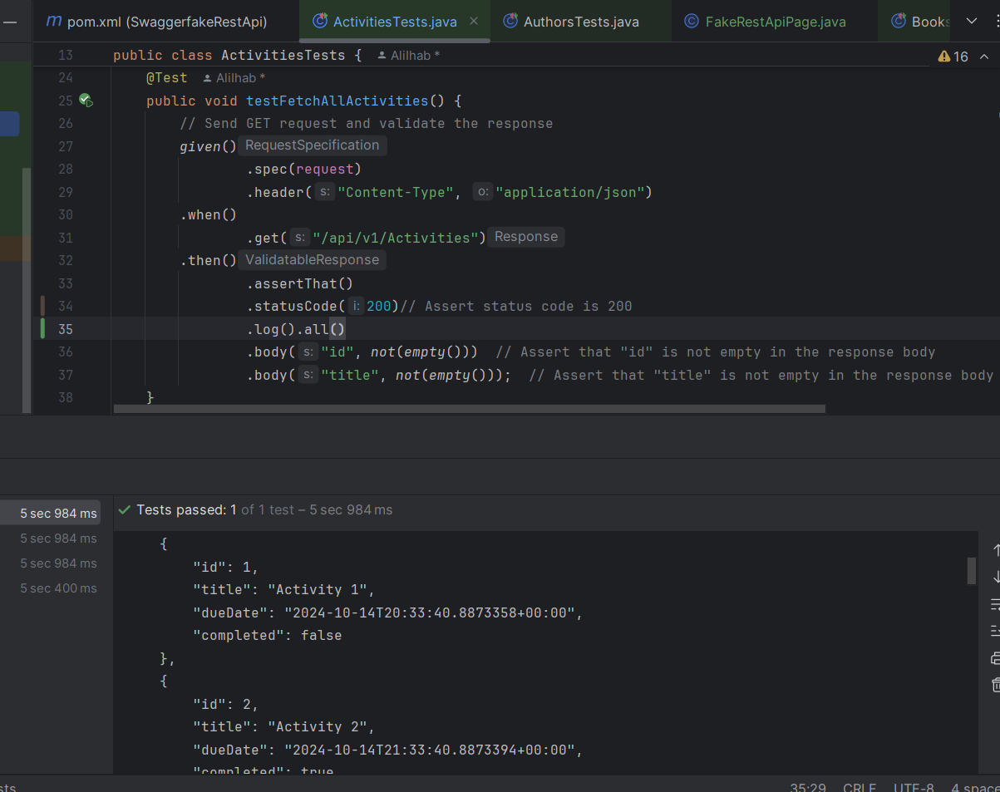 m pom.xml (SwaggerfakeRestApi) ActivitiesTests.java AuthorsTests.java FakeRestApiPage.java Books
13 public class ActivitiesTests { Alilhab * 16
24 @Test Alilhab *
25 public void testFetchAllActivities() {
26 // Send GET request and validate the response
27 given() RequestSpecification
28 .spec(request)
29 .header( s: "Content-Type", o: "application/json")
30 .when()
31 .get( s: "/api/v1/Activities") Response
32 .then() ValidatableResponse
33 .assertThat()
34 .statusCode( i: 200)// Assert status code is 200
35 .log().all()
36 .body( s: "id", not(empty())) // Assert that "id" is not empty in the response body
37 .body( s: "title", not(empty())); // Assert that "title" is not empty in the response body
38 }
5 sec 984 ms
5 sec 984 ms
5 sec 984 ms
5 sec 400 ms
Tests passed: 1 of 1 test – 5 sec 984 ms
{
"id": 1,
"title": "Activity 1",
"dueDate": "2024-10-14T20:33:40.8873358+00:00",
"completed": false
},
{
"id": 2,
"title": "Activity 2",
"dueDate": "2024-10-14T21:33:40.8873394+00:00",
"completed": true
sts 35:29 CRLF UTF-8 4 space